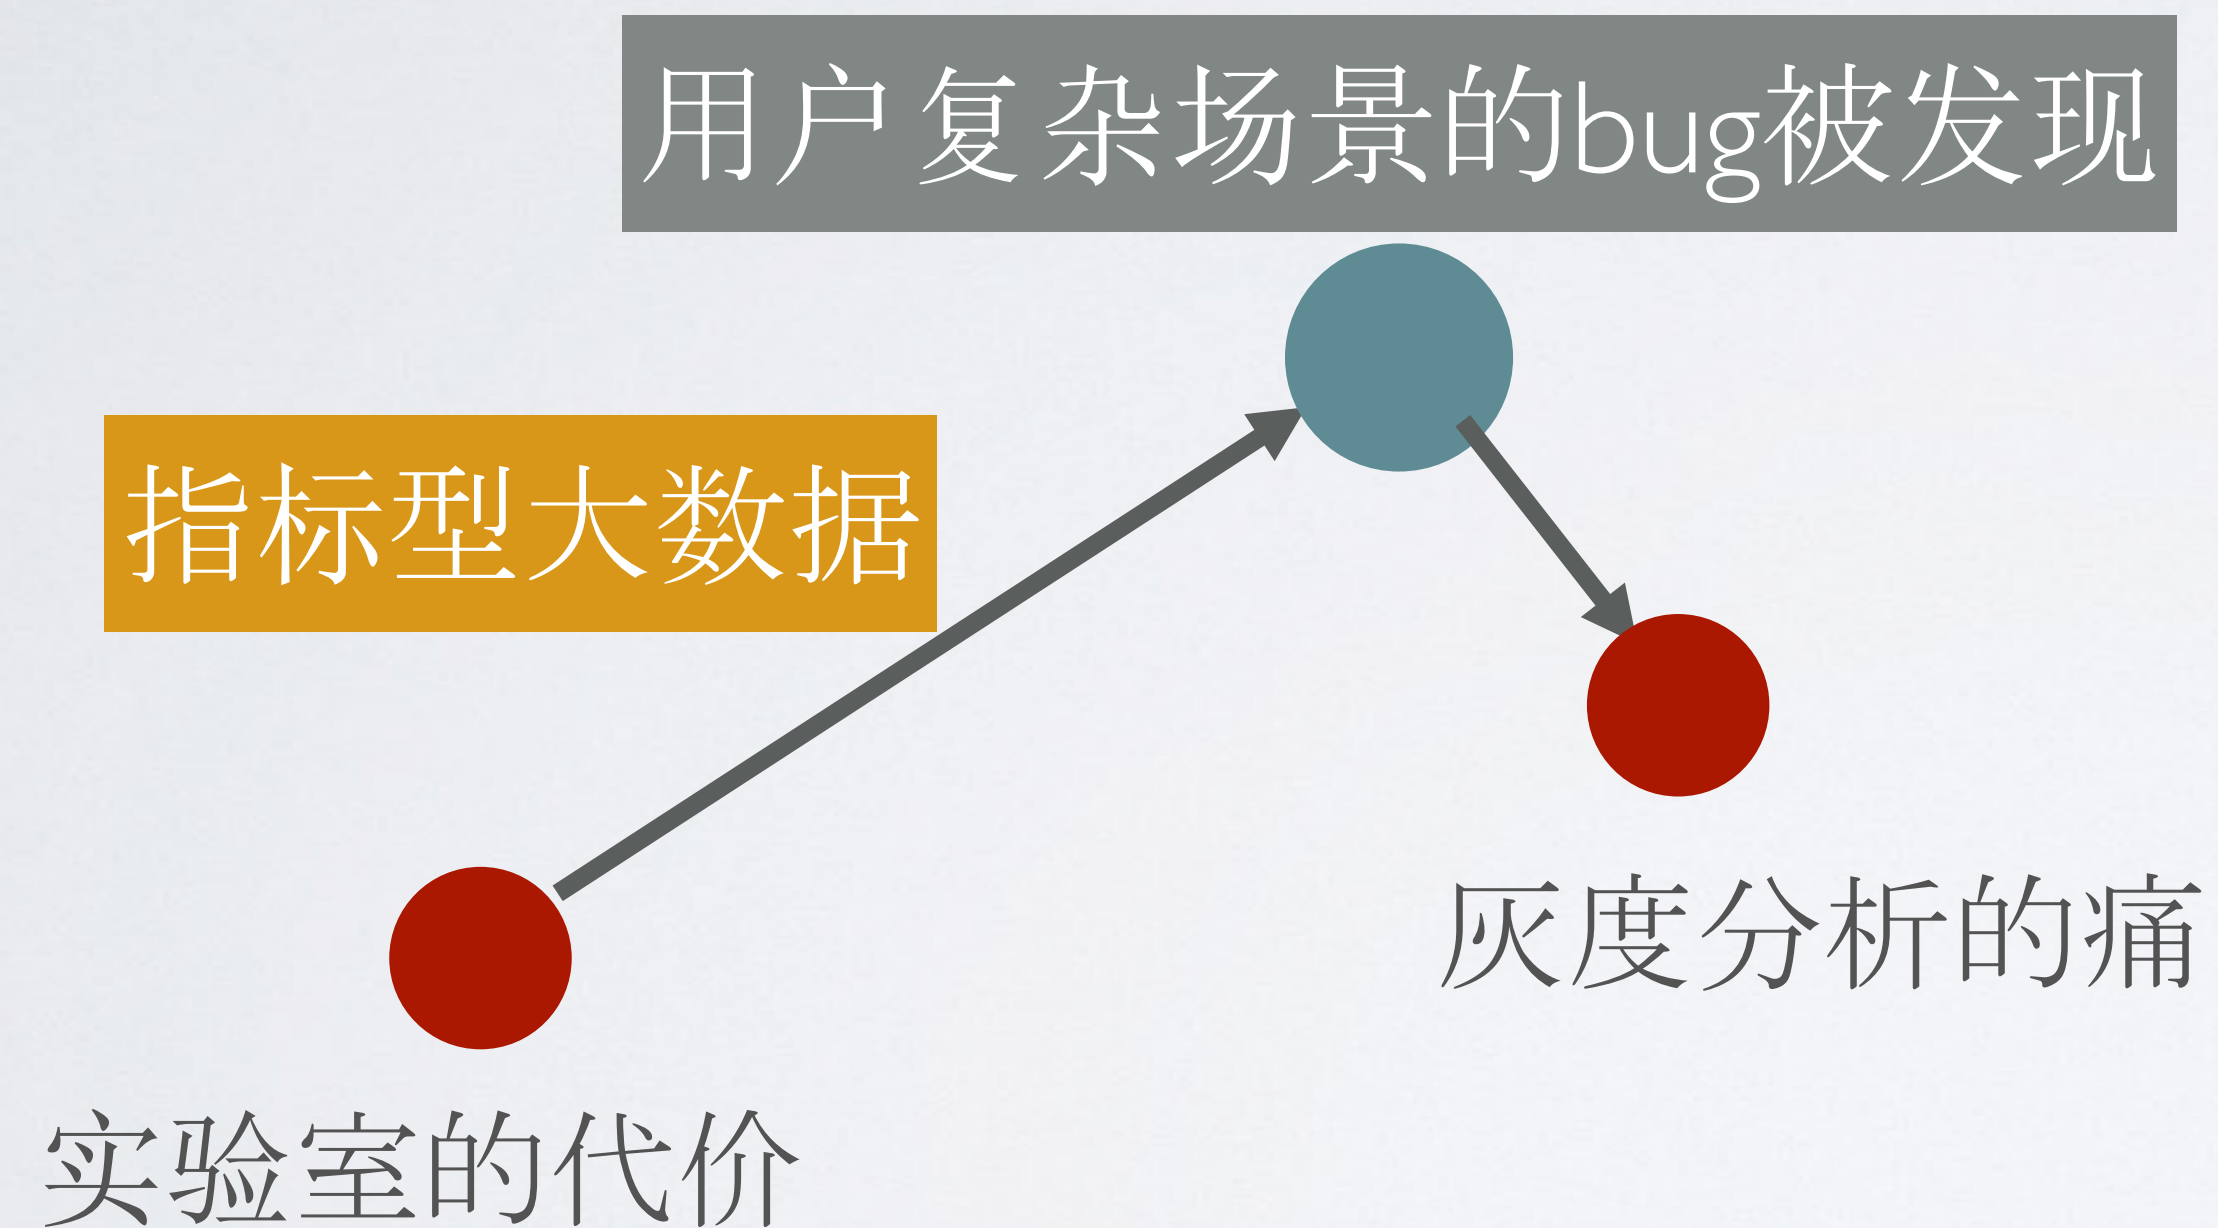 用户复杂场景的bug被发现
指标型大数据
灰度分析的痛
实验室的代价